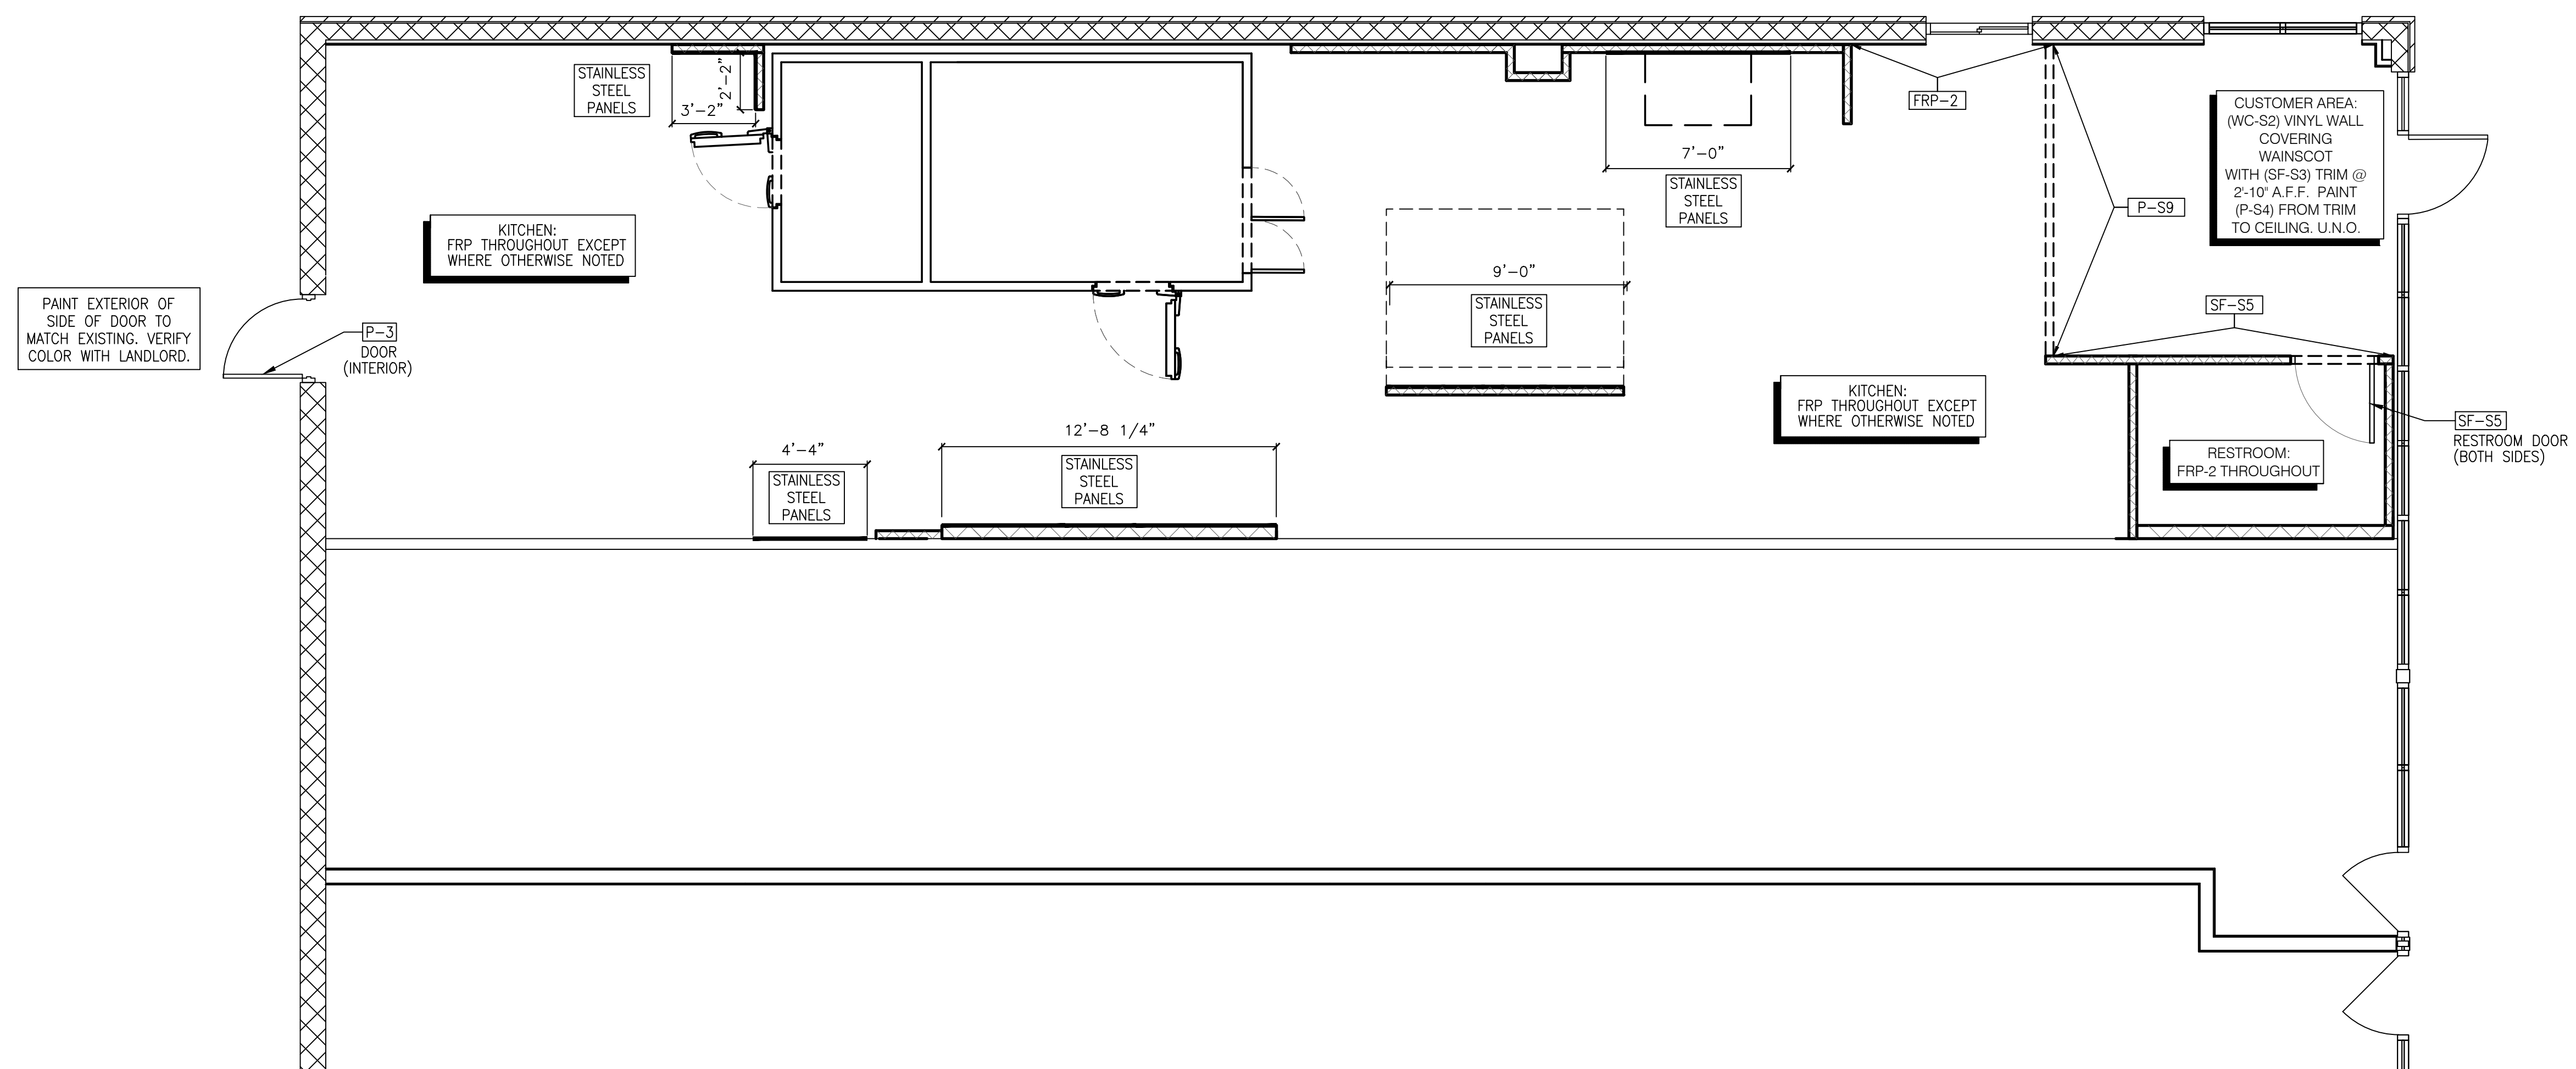 STAINLESS
STEEL
PANELS
2'-2"
3'-2"
FRP-2
CUSTOMER AREA:
(WC-S2) VINYL WALL
COVERING
WAINSCOT
WITH (SF-S3) TRIM @
2'-10" A.F.F. PAINT
(P-S4) FROM TRIM
TO CEILING. U.N.O.
7'-0"
STAINLESS
STEEL
PANELS
P-S9
KITCHEN:
FRP THROUGHOUT EXCEPT
WHERE OTHERWISE NOTED
9'-0"
STAINLESS
STEEL
PANELS
PAINT EXTERIOR OF
SIDE OF DOOR TO
MATCH EXISTING. VERIFY
COLOR WITH LANDLORD.
P-3
DOOR
(INTERIOR)
SF-S5
KITCHEN:
FRP THROUGHOUT EXCEPT
WHERE OTHERWISE NOTED
SF-S5
RESTROOM DOOR
(BOTH SIDES)
4'-4"
STAINLESS
STEEL
PANELS
12'-8 1/4"
STAINLESS
STEEL
PANELS
RESTROOM:
FRP-2 THROUGHOUT